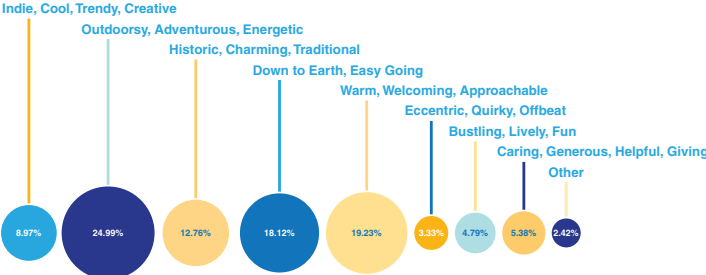 Indie, Cool, Trendy, Creative
Outdoorsy, Adventurous, Energetic
Historic, Charming, Traditional
Down to Earth, Easy Going
Warm, Welcoming, Approachable
Eccentric, Quirky, Offbeat
Bustling, Lively, Fun
Caring, Generous, Helpful, Giving
Other
8.97%
24.99%
12.76%
18.12%
19.23%
3.33%
4.79%
5.38%
2.42%